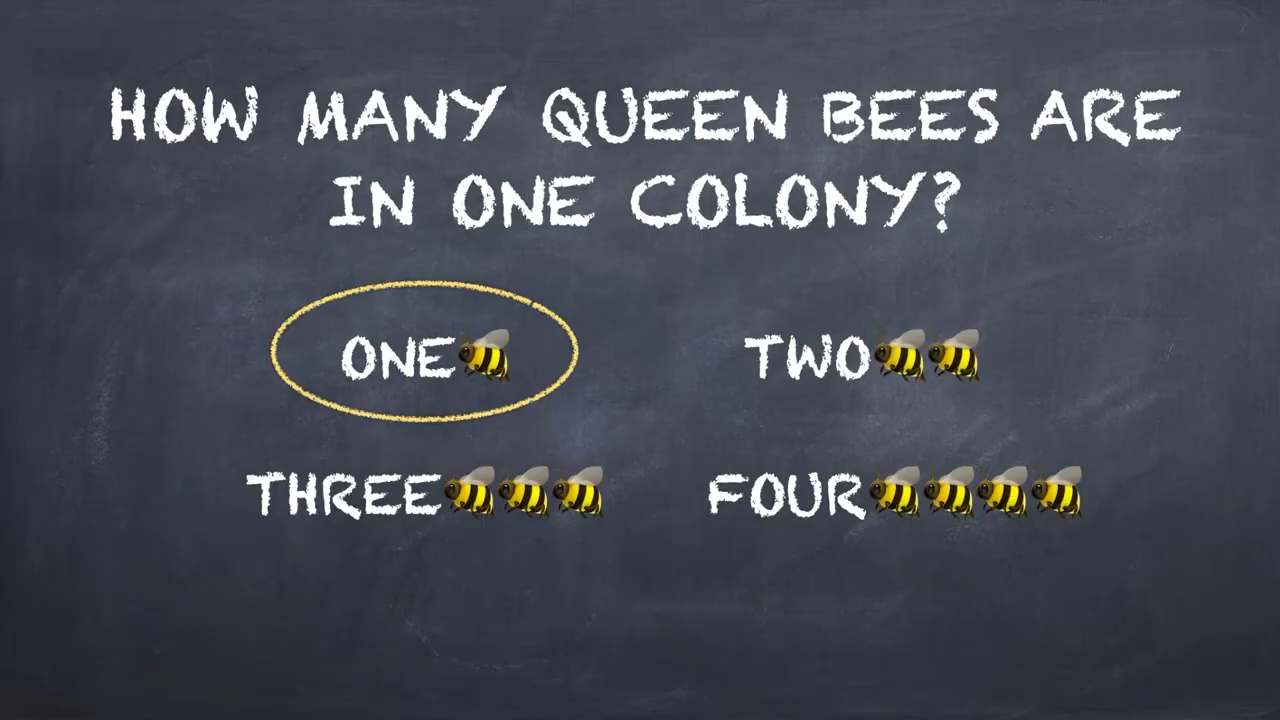 HOW MANY QUEEN BEES ARE
IN ONE COLONY?
ONE🐝 TWO🐝🐝
THREE🐝🐝🐝 FOUR🐝🐝🐝🐝